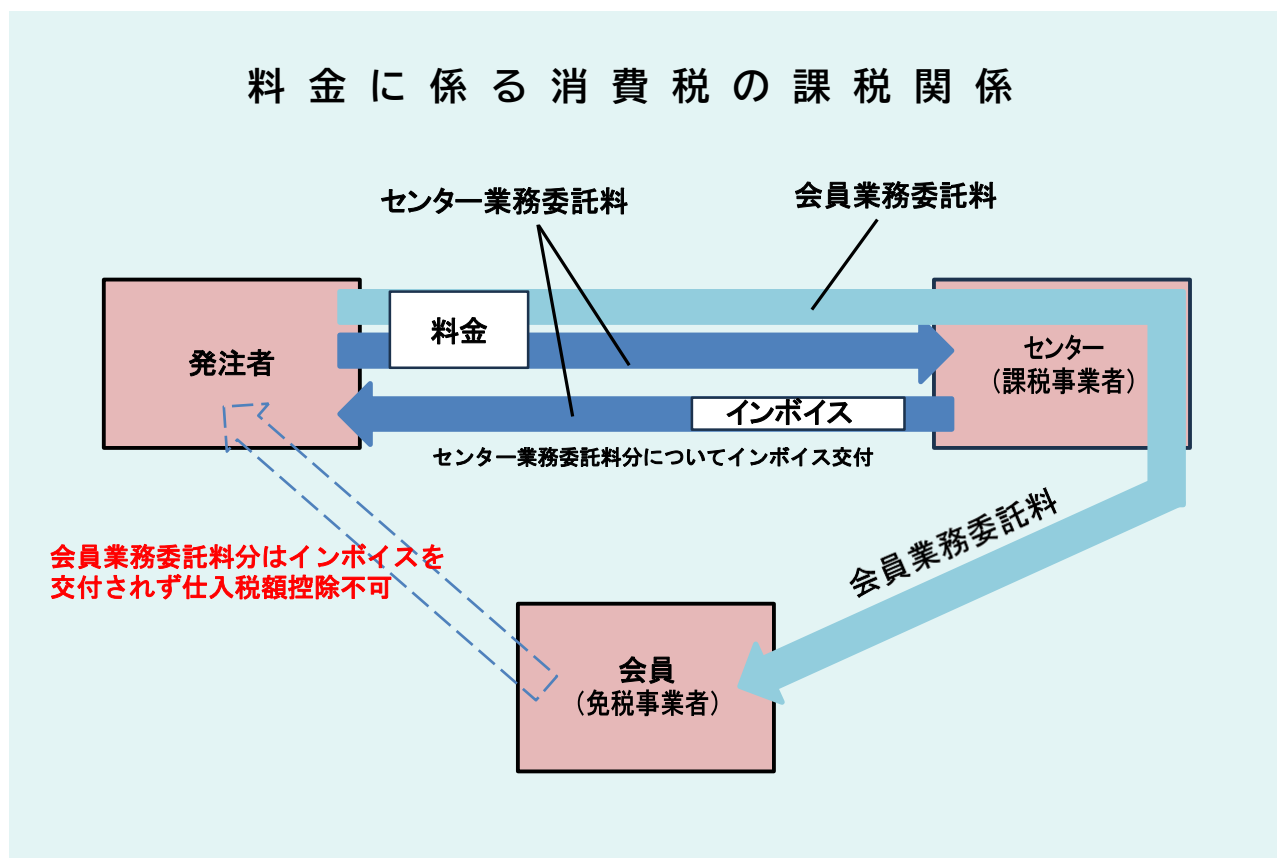 料金に係る消費税の課税関係
センター業務委託料
会員業務委託料
料金
発注者
センター
（課税事業者）
インボイス
センター業務委託料分についてインボイス交付
会員業務委託料
会員業務委託料分はインボイスを
交付されず仕入税額控除不可
会員
（免税事業者）